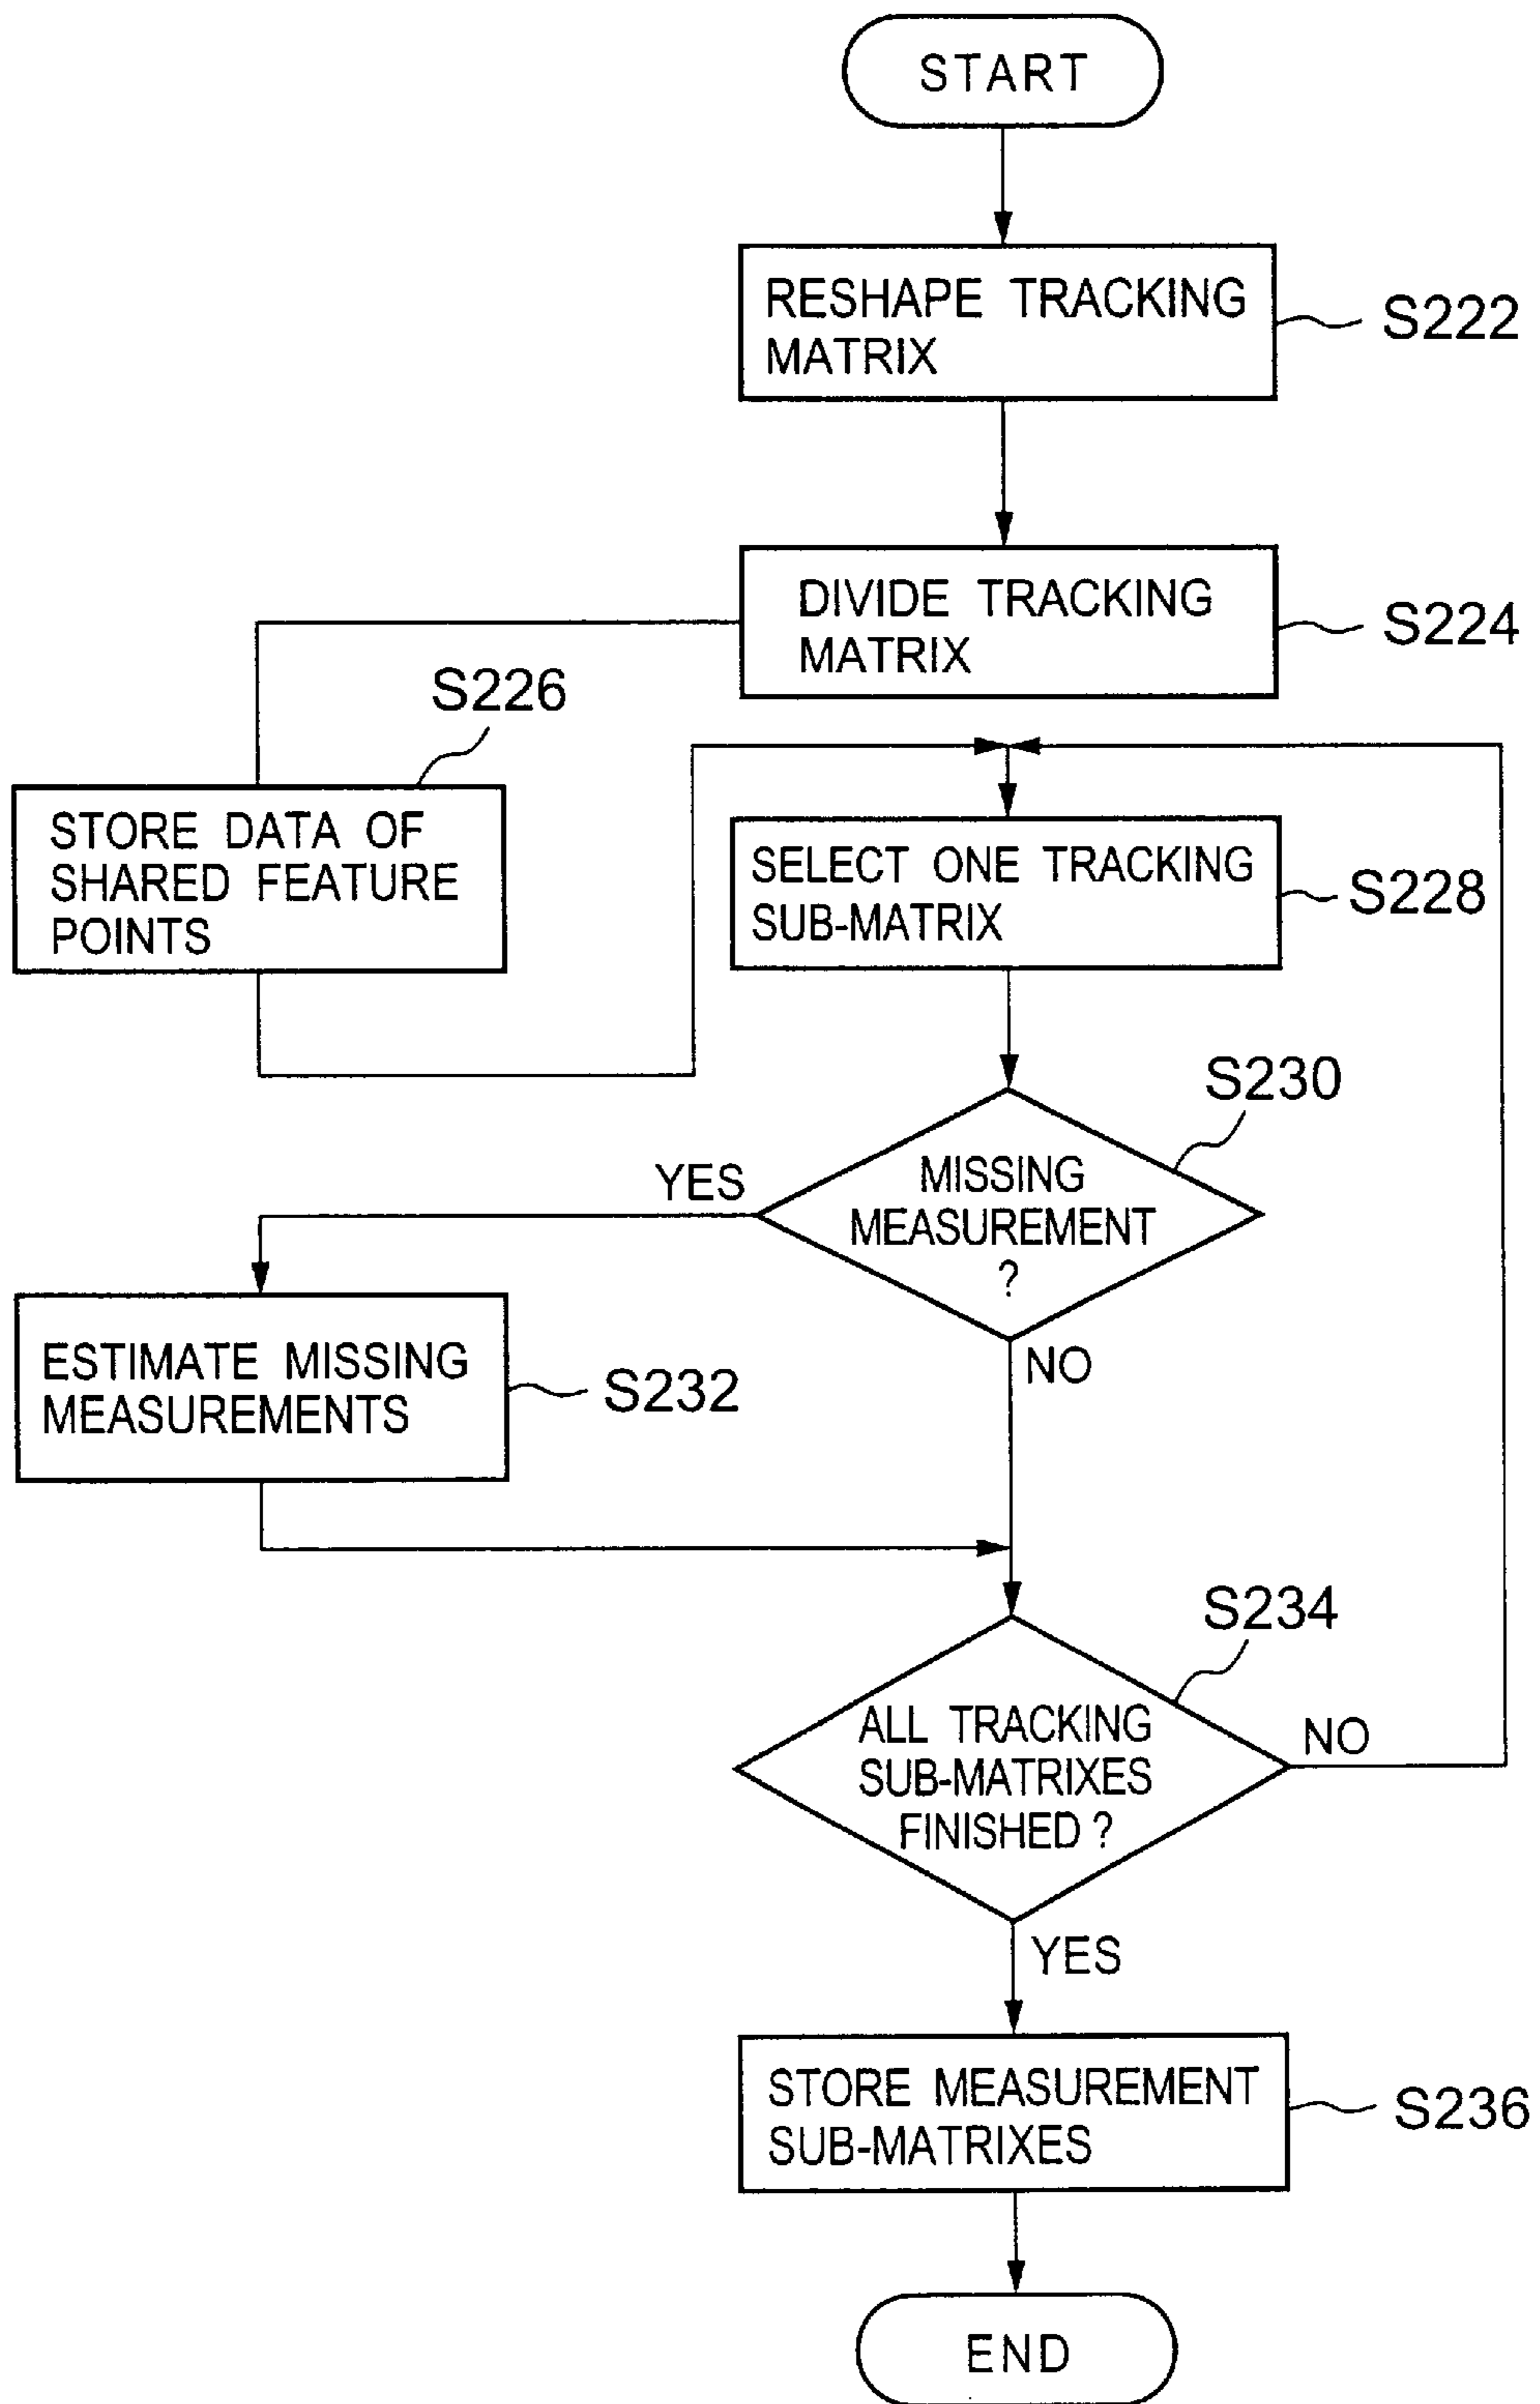 START
RESHAPE TRACKING
MATRIX
S222
DIVIDE TRACKING
MATRIX
S224
S226
STORE DATA OF
SHARED FEATURE
POINTS
SELECT ONE TRACKING
SUB-MATRIX
S228
S230
MISSING
MEASUREMENT
?
YES
NO
ESTIMATE MISSING
MEASUREMENTS
S232
S234
ALL TRACKING
SUB-MATRIXES
FINISHED ?
NO
YES
STORE MEASUREMENT
SUB-MATRIXES
S236
END